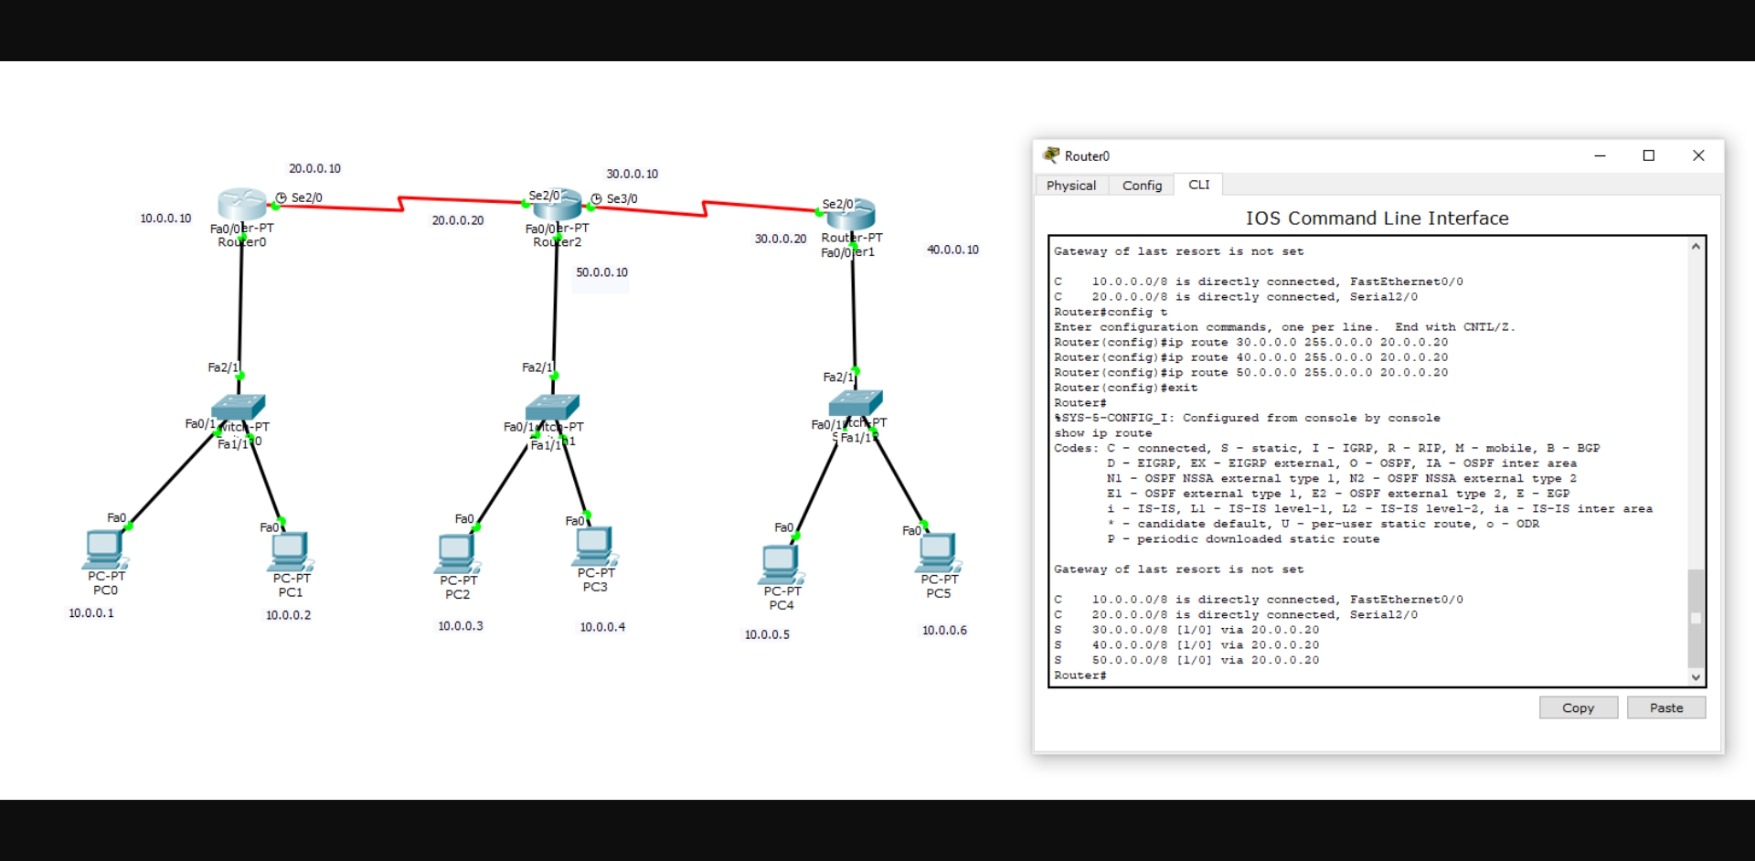 20.0.0.10
30.0.0.10
Se2/0
Se2/0
Se3/0
Se2/0
10.0.0.10
20.0.0.20
Fa0/0er-PT
Router0
Fa0/0er-PT
Router2
30.0.0.20
Router-PT
Fa0/0er1
40.0.0.10
50.0.0.10
Fa2/1
Fa2/1
Fa2/1
Fa0/1
witch-PT
Fa1/1
Fa0/1
itch-PT
Fa1/1
Fa0/1
tch-PT
Fa1/1
Fa0
Fa0
Fa0
Fa0
Fa0
Fa0
PC-PT
PC0
PC-PT
PC1
PC-PT
PC2
PC-PT
PC3
PC-PT
PC4
PC-PT
PC5
10.0.0.1
10.0.0.2
10.0.0.3
10.0.0.4
10.0.0.5
10.0.0.6
Router0
Physical Config CLI
IOS Command Line Interface
Gateway of last resort is not set
C 10.0.0.0/8 is directly connected, FastEthernet0/0
C 20.0.0.0/8 is directly connected, Serial2/0
Router#config t
Enter configuration commands, one per line. End with CNTL/Z.
Router(config)#ip route 30.0.0.0 255.0.0.0 20.0.0.20
Router(config)#ip route 40.0.0.0 255.0.0.0 20.0.0.20
Router(config)#ip route 50.0.0.0 255.0.0.0 20.0.0.20
Router(config)#exit
Router#
%SYS-5-CONFIG_I: Configured from console by console
show ip route
Codes: C - connected, S - static, I - IGRP, R - RIP, M - mobile, B - BGP
D - EIGRP, EX - EIGRP external, O - OSPF, IA - OSPF inter area
N1 - OSPF NSSA external type 1, N2 - OSPF NSSA external type 2
E1 - OSPF external type 1, E2 - OSPF external type 2, E - EGP
i - IS-IS, L1 - IS-IS level-1, L2 - IS-IS level-2, ia - IS-IS inter area
* - candidate default, U - per-user static route, o - ODR
P - periodic downloaded static route
Gateway of last resort is not set
C 10.0.0.0/8 is directly connected, FastEthernet0/0
C 20.0.0.0/8 is directly connected, Serial2/0
S 30.0.0.0/8 [1/0] via 20.0.0.20
S 40.0.0.0/8 [1/0] via 20.0.0.20
S 50.0.0.0/8 [1/0] via 20.0.0.20
Router#
Copy Paste